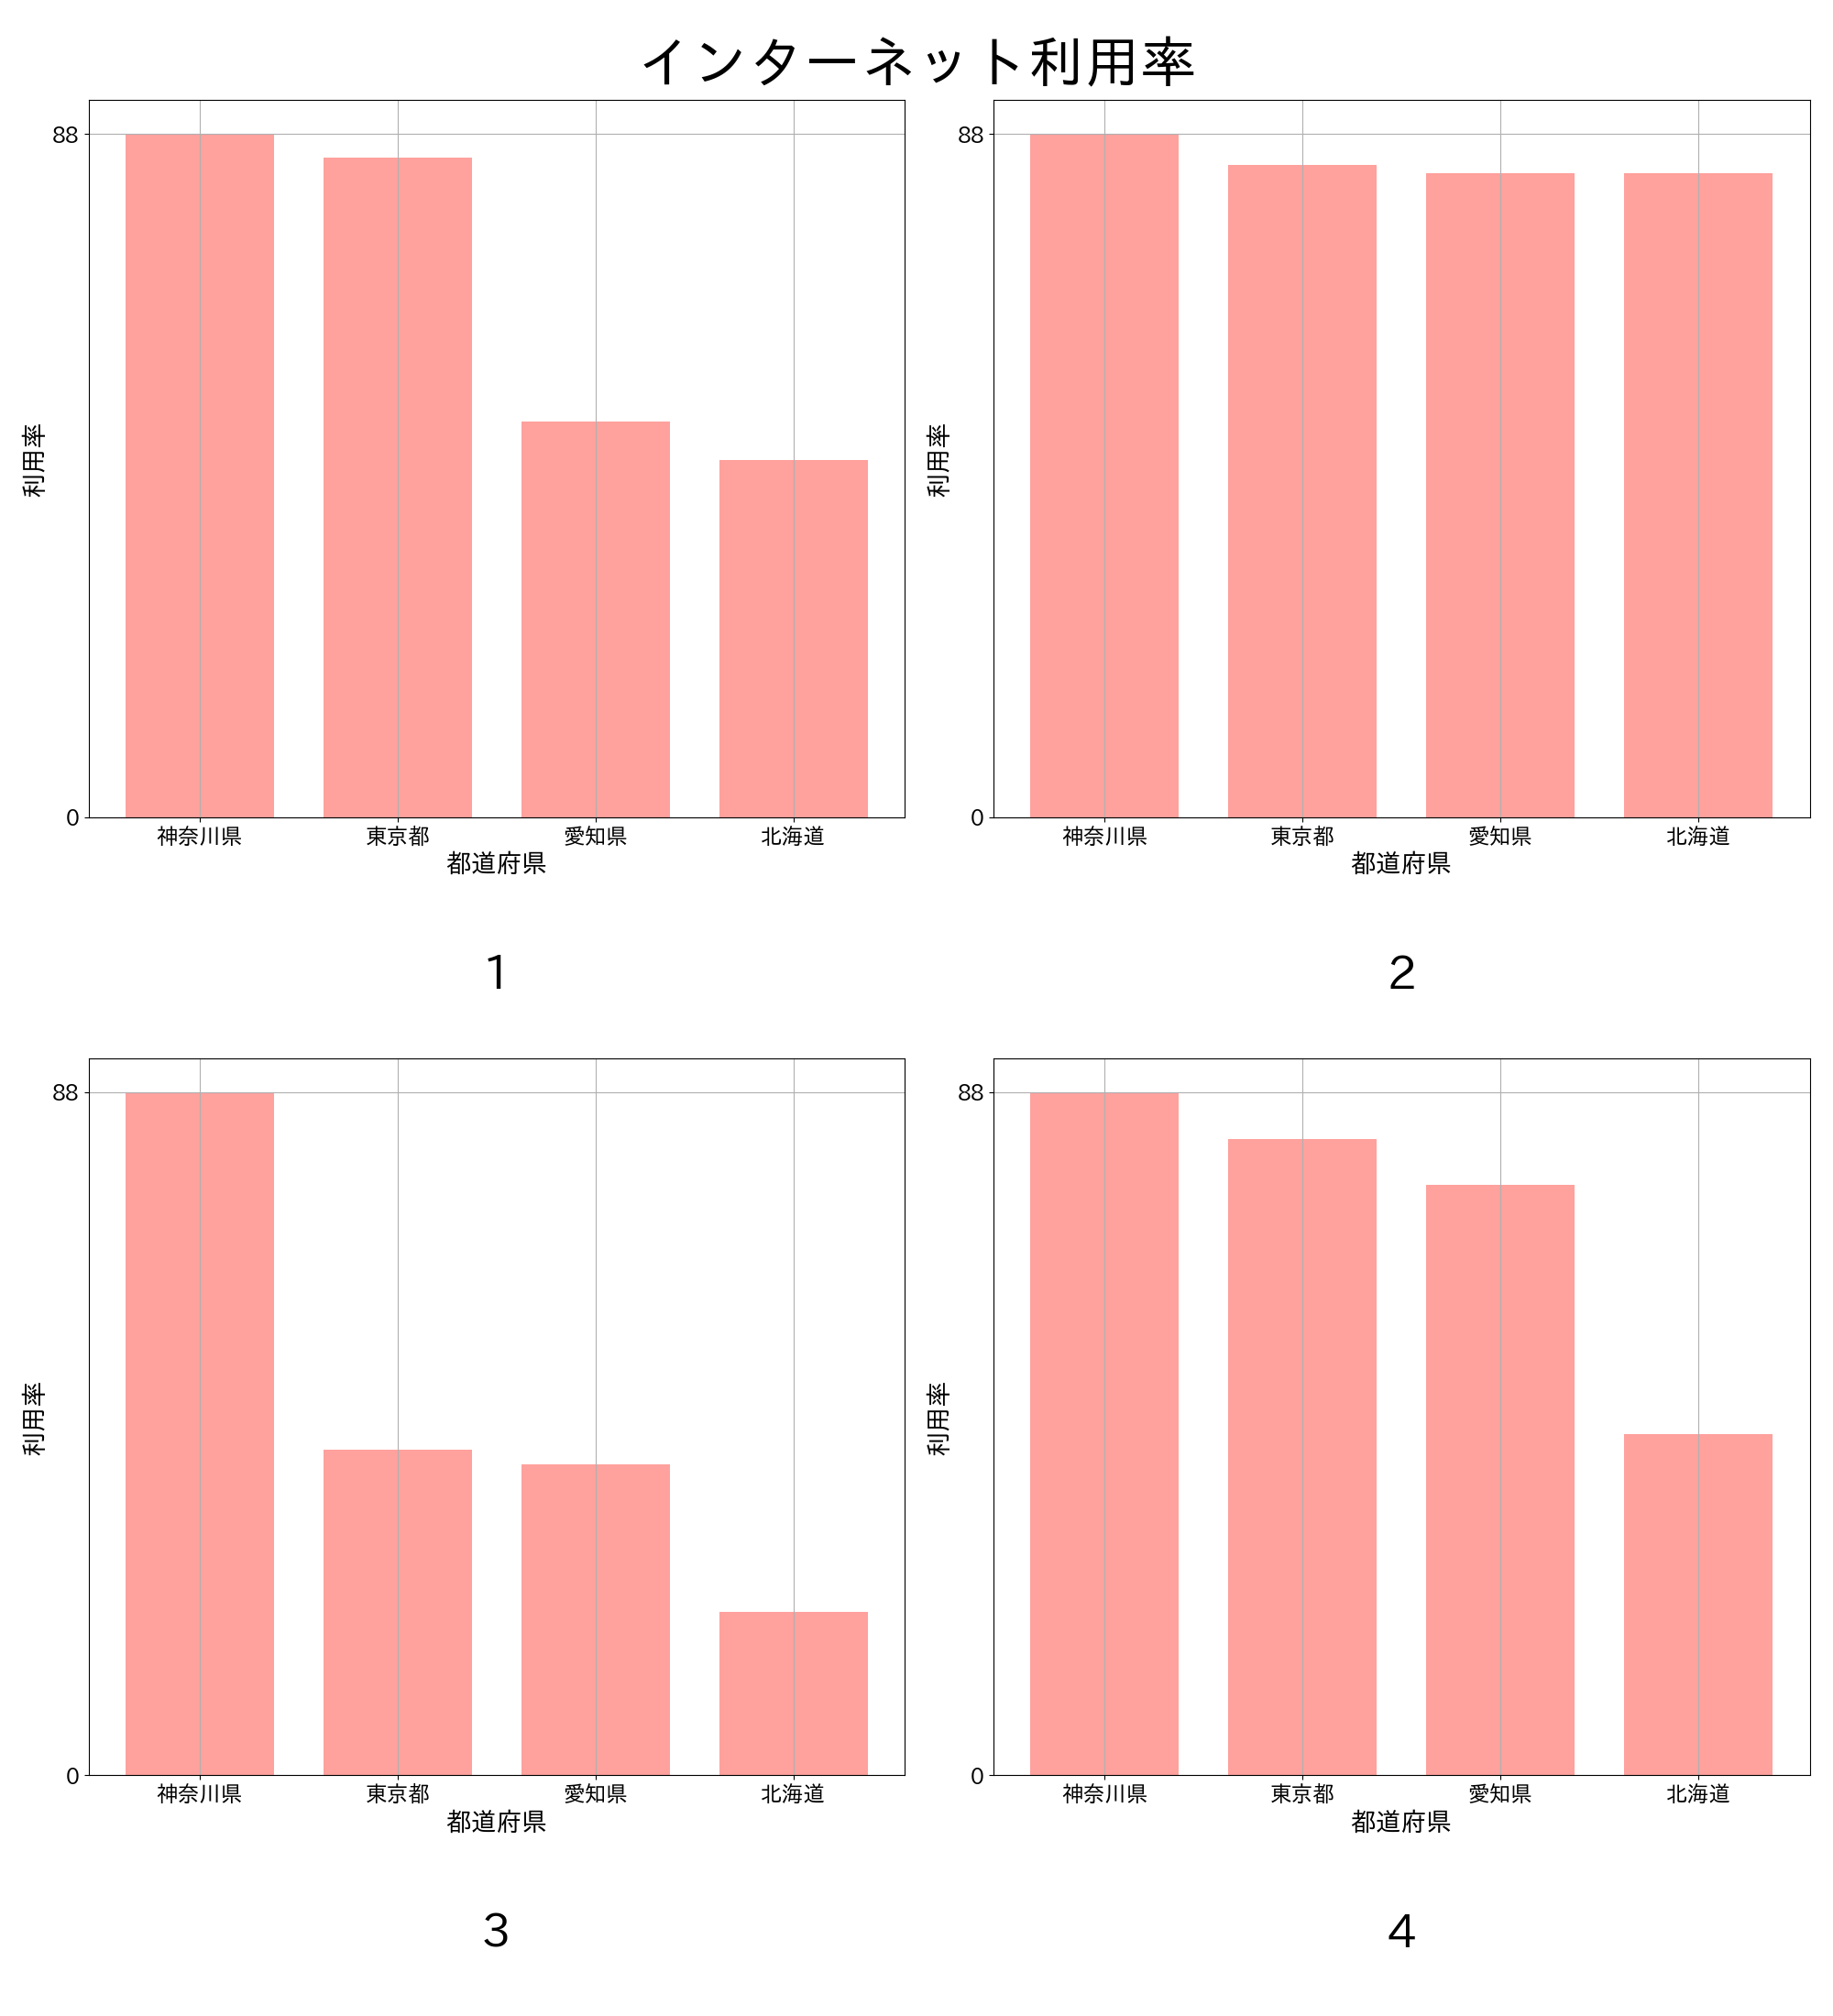 インターネット利用率
88
0
利用率
神奈川県 東京都 愛知県 北海道
都道府県
1
88
0
利用率
神奈川県 東京都 愛知県 北海道
都道府県
2
88
0
利用率
神奈川県 東京都 愛知県 北海道
都道府県
3
88
0
利用率
神奈川県 東京都 愛知県 北海道
都道府県
4